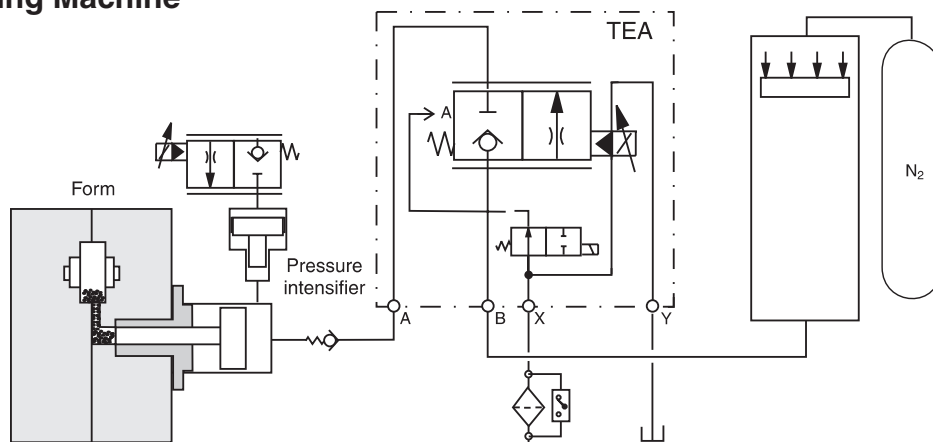 ing Machine
TEA
A
N2
Form
Pressure
intensifier
A
B
X
Y